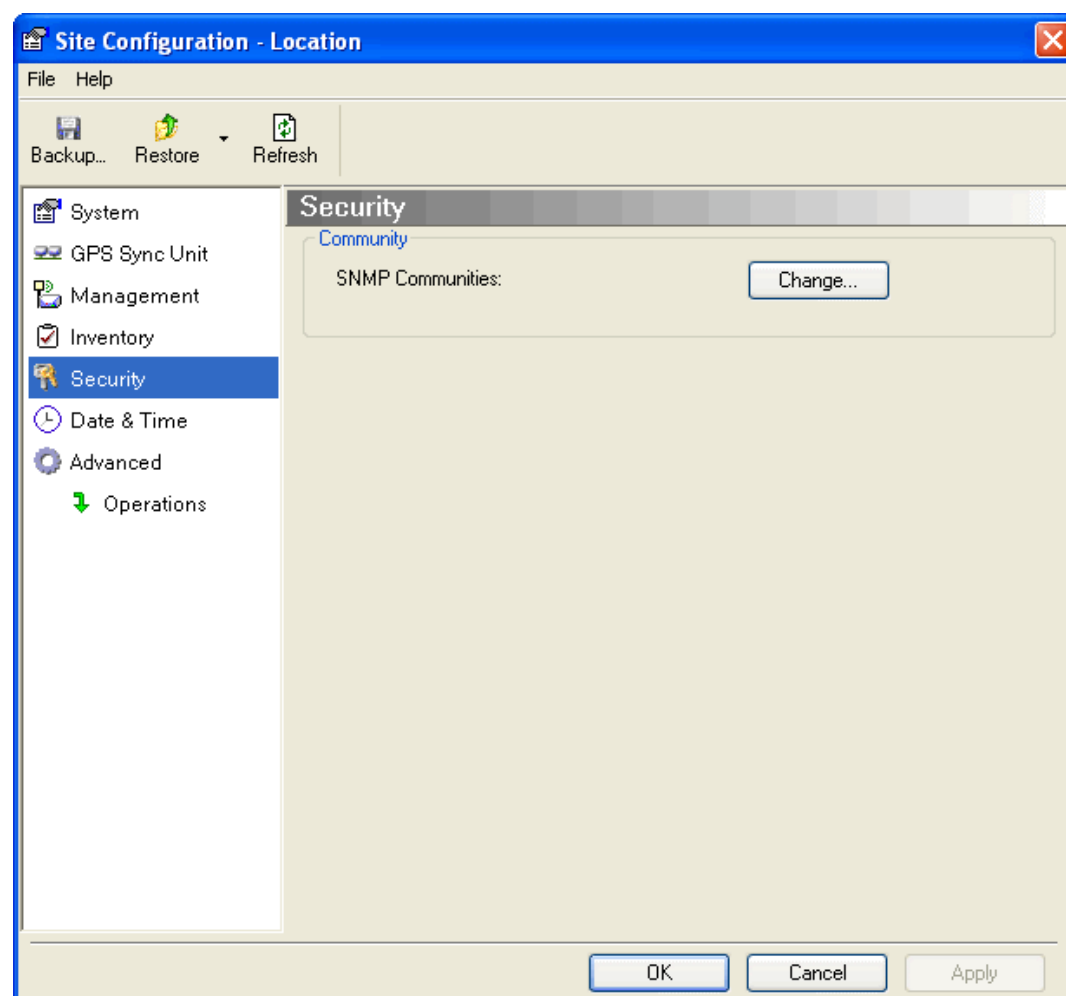 Site Configuration - Location
File Help
Backup... Restore Refresh
System
GPS Sync Unit
Management
Inventory
Security
Date & Time
Advanced
Operations
Security
Community
SNMP Communities: Change...
OK Cancel Apply